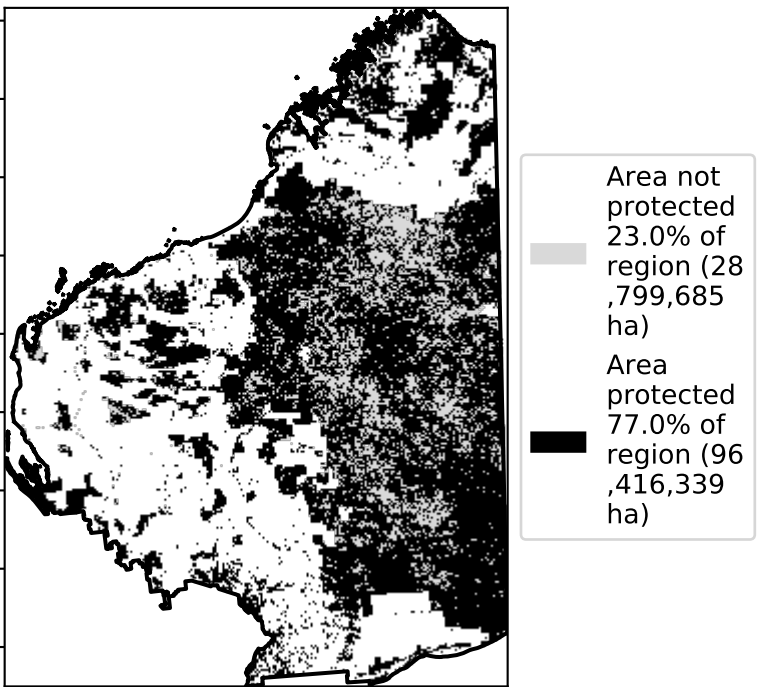 Area not
protected
23.0% of
region (28
,799,685
ha)
Area
protected
77.0% of
region (96
,416,339
ha)